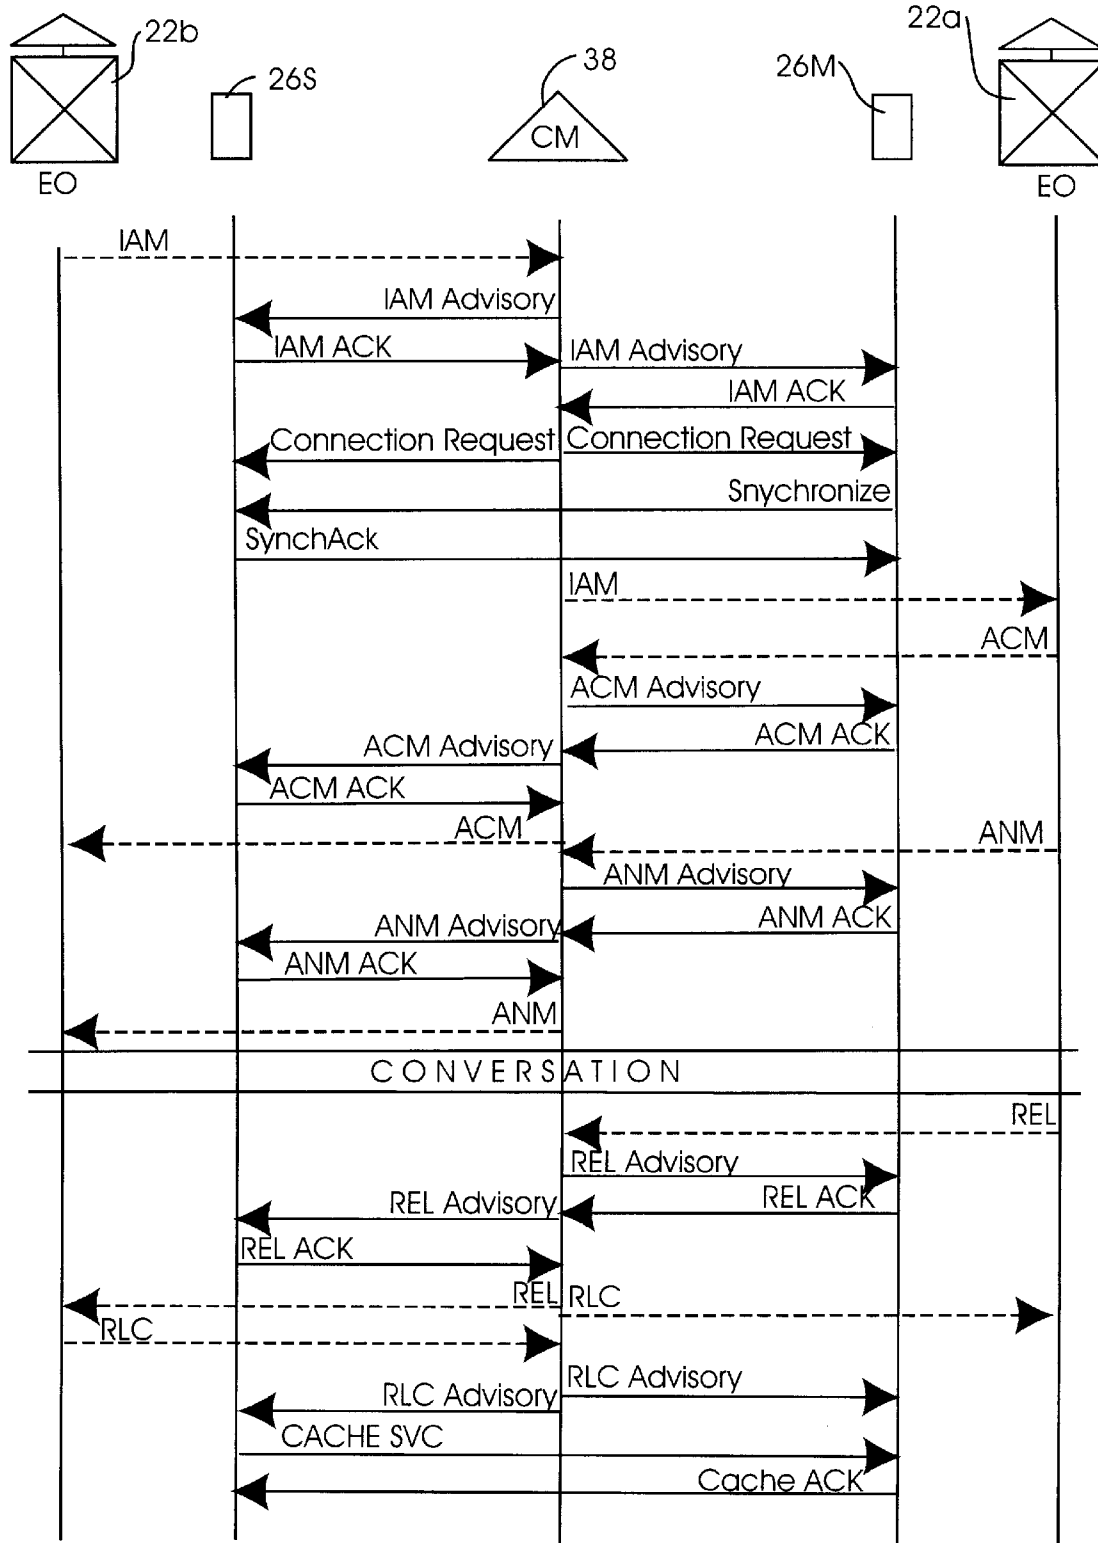 22b
22a
26S
38
26M
CM
EO
EO
IAM
IAM Advisory
IAM ACK
IAM Advisory
IAM ACK
Connection Request
Connection Request
Snychronize
SynchAck
IAM
ACM
ACM Advisory
ACM ACK
ACM Advisory
ACM ACK
ACM
ANM
ANM Advisory
ANM ACK
ANM Advisory
ANM ACK
ANM
CONVERSATION
REL
REL Advisory
REL ACK
REL Advisory
REL ACK
REL
RLC
RLC
RLC Advisory
RLC Advisory
CACHE SVC
Cache ACK